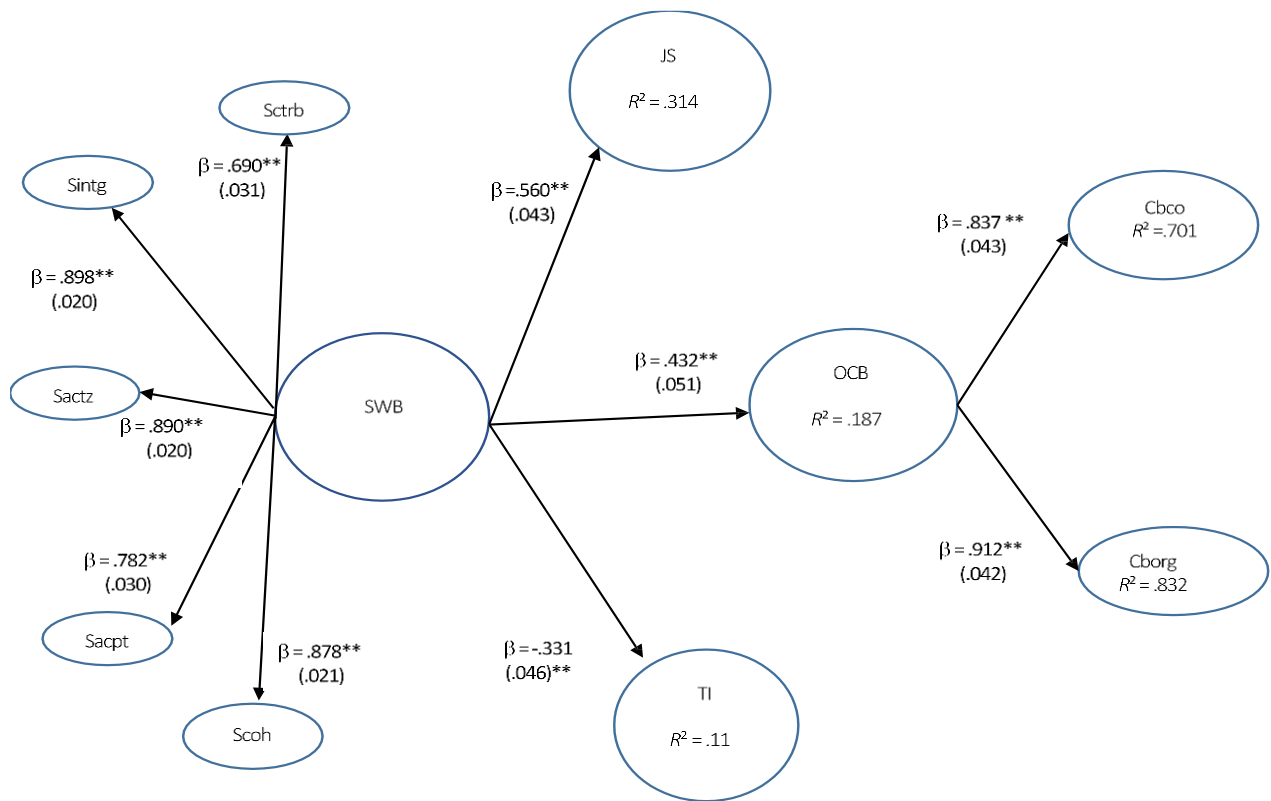 JS
R² = .314
Sctrb
β = .690**
(.031)
Sintg
β =.560**
(.043)
Cbco
R² =.701
β = .837 **
(.043)
β = .898**
(.020)
β = .432**
(.051)
OCB
R² = .187
Sactz
SWB
β = .890**
(.020)
β = .782**
(.030)
β = .912**
(.042)
Cborg
R² = .832
Sacpt
β = .878**
(.021)
β =-.331
(.046)**
TI
R² = .11
Scoh